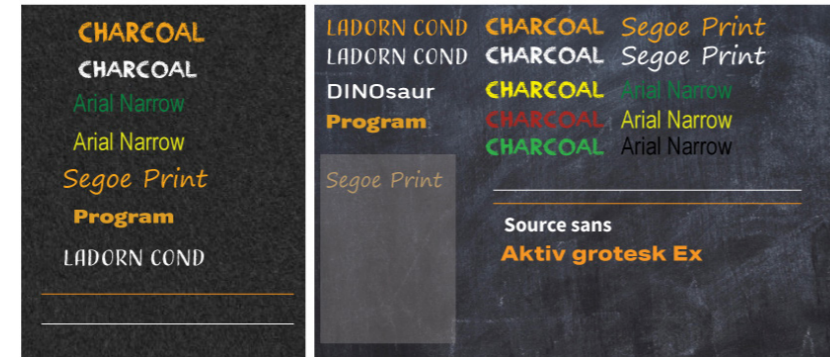 CHARCOAL
CHARCOAL
Arial Narrow
Arial Narrow
Segoe Print
Program
LADORN COND
LADORN COND CHARCOAL Segoe Print
LADORN COND CHARCOAL Segoe Print
DINOsaur CHARCOAL Arial Narrow
Program CHARCOAL Arial Narrow
CHARCOAL Arial Narrow
Segoe Print
Source sans
Aktiv grotesk Ex